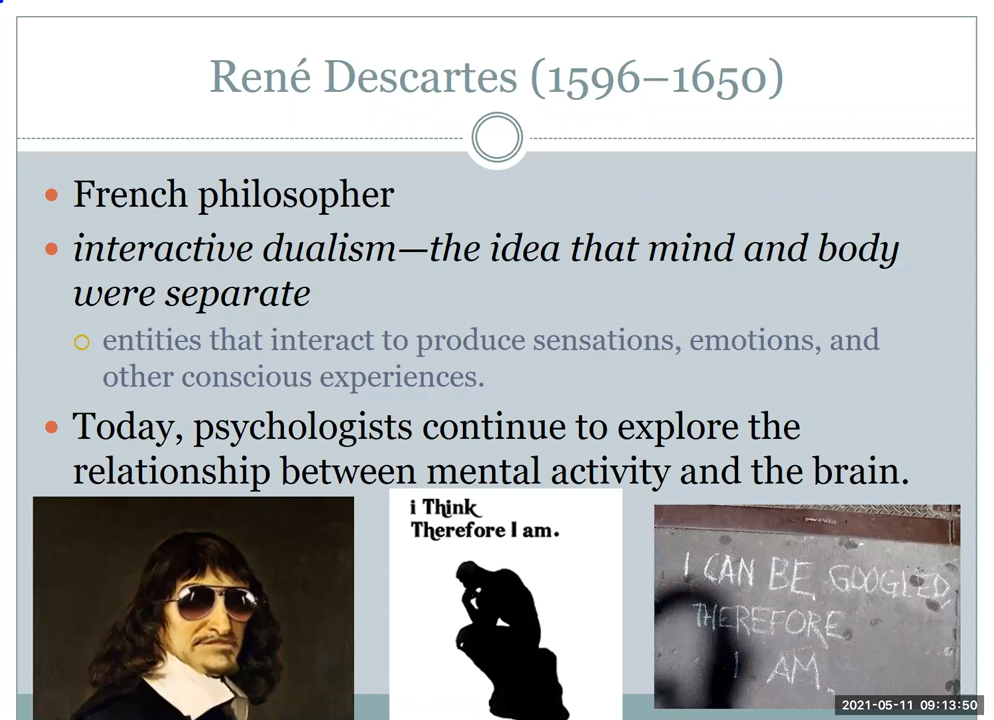 René Descartes (1596–1650)
French philosopher
interactive dualism—the idea that mind and body
were separate
entities that interact to produce sensations, emotions, and
other conscious experiences.
Today, psychologists continue to explore the
relationship between mental activity and the brain.
i Think
Therefore I am.
I CAN BE GOOGLED,
THEREFORE
I AM.
2021-05-11 09:13:50